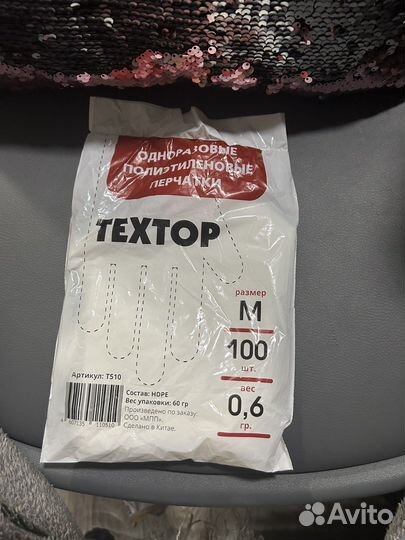 ОДНОРАЗОВЫЕ
ПОЛИЭТИЛЕНОВЫЕ
ПЕРЧАТКИ
TEXTOP
размер
M
100
шт.
вес
0,6
гр.
Артикул: T510
Состав: HDPE
Вес упаковки: 60 гр
Произведено по заказу:
ООО «МПП».
Сделано в Китае.
Avito